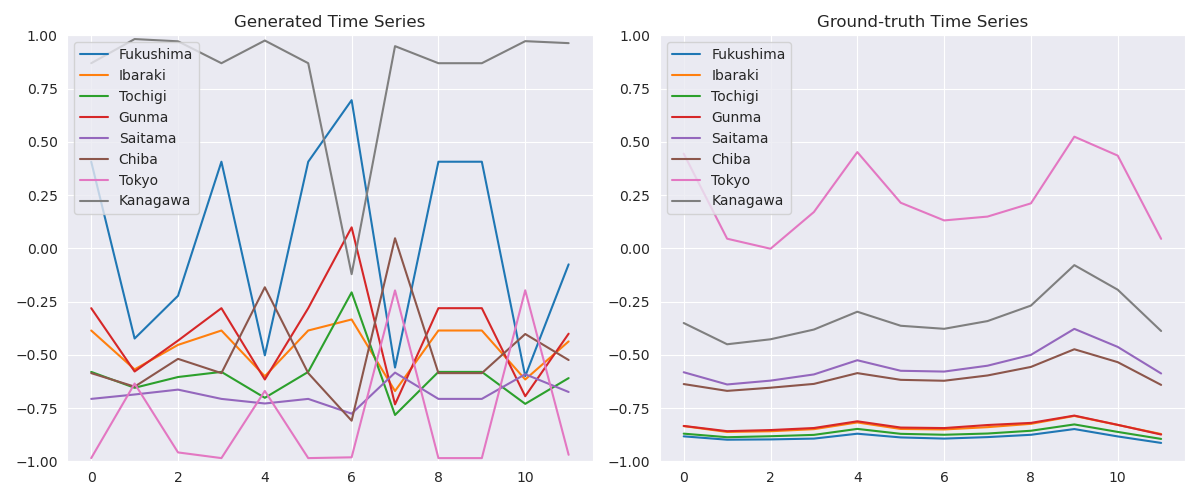 Generated Time Series
1.00
0.75
0.50
0.25
0.00
−0.25
−0.50
−0.75
−1.00
0 2 4 6 8 10
Fukushima
Ibaraki
Tochigi
Gunma
Saitama
Chiba
Tokyo
Kanagawa
Ground-truth Time Series
1.00
0.75
0.50
0.25
0.00
−0.25
−0.50
−0.75
−1.00
0 2 4 6 8 10
Fukushima
Ibaraki
Tochigi
Gunma
Saitama
Chiba
Tokyo
Kanagawa